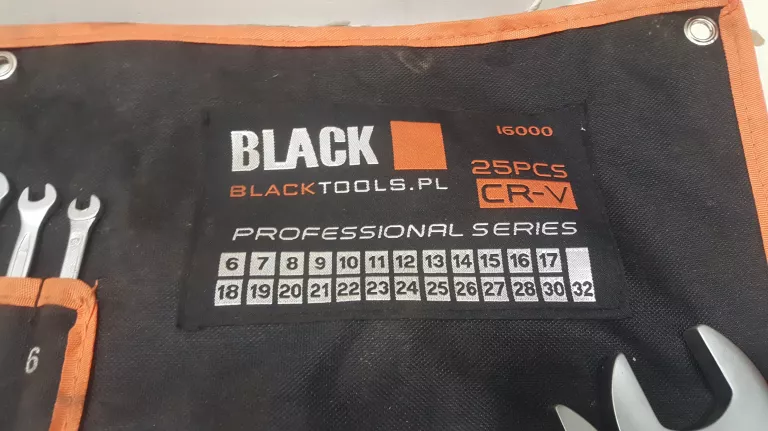 BLACK
16000
BLACKTOOLS.PL
25PCS
CR-V
PROFESSIONAL SERIES
6 7 8 9 10 11 12 13 14 15 16 17
18 19 20 21 22 23 24 25 26 27 28 30 32
6